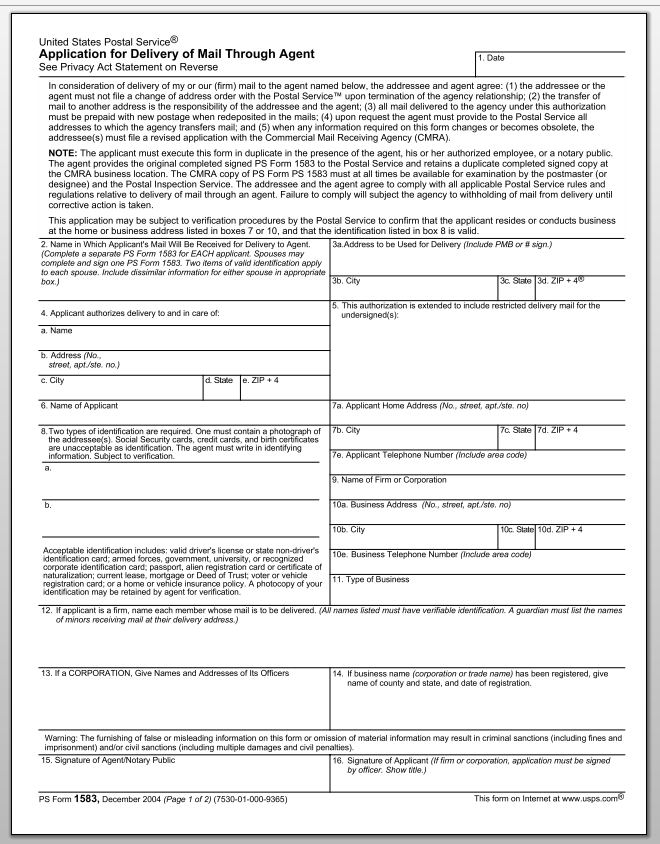 United States Postal Service®
Application for Delivery of Mail Through Agent
See Privacy Act Statement on Reverse
1. Date
In consideration of delivery of my or our (firm) mail to the agent named below, the addressee and agent agree: (1) the addressee or the
agent must not file a change of address order with the Postal Service™ upon termination of the agency relationship; (2) the transfer of
mail to another address is the responsibility of the addressee and the agent; (3) all mail delivered to the agency under this authorization
must be prepaid with new postage when redeposited in the mails; (4) upon request the agent must provide to the Postal Service all
addresses to which the agency transfers mail; and (5) when any information required on this form changes or becomes obsolete, the
addressee(s) must file a revised application with the Commercial Mail Receiving Agency (CMRA).
NOTE: The applicant must execute this form in duplicate in the presence of the agent, his or her authorized employee, or a notary public.
The agent provides the original completed signed PS Form 1583 to the Postal Service and retains a duplicate completed signed copy at
the CMRA business location. The CMRA copy of PS Form PS 1583 must at all times be available for examination by the postmaster (or
designee) and the Postal Inspection Service. The addressee and the agent agree to comply with all applicable Postal Service rules and
regulations relative to delivery of mail through an agent. Failure to comply will subject the agency to withholding of mail from delivery until
corrective action is taken.
This application may be subject to verification procedures by the Postal Service to confirm that the applicant resides or conducts business
at the home or business address listed in boxes 7 or 10, and that the identification listed in box 8 is valid.
2. Name in Which Applicant's Mail Will Be Received for Delivery to Agent.
(Complete a separate PS Form 1583 for EACH applicant. Spouses may
complete and sign one PS Form 1583. Two items of valid identification apply
to each spouse. Include dissimilar information for either spouse in appropriate
box.)
3a.Address to be Used for Delivery (Include PMB or # sign.)
3b. City
3c. State
3d. ZIP + 4®
4. Applicant authorizes delivery to and in care of:
5. This authorization is extended to include restricted delivery mail for the
undersigned(s):
a. Name
b. Address (No.,
street, apt./ste. no.)
c. City
d. State
e. ZIP + 4
6. Name of Applicant
7a. Applicant Home Address (No., street, apt./ste. no)
8.Two types of identification are required. One must contain a photograph of
the addressee(s). Social Security cards, credit cards, and birth certificates
are unacceptable as identification. The agent must write in identifying
information. Subject to verification.
7b. City
7c. State
7d. ZIP + 4
7e. Applicant Telephone Number (Include area code)
a.
9. Name of Firm or Corporation
b.
10a. Business Address (No., street, apt./ste. no)
10b. City
10c. State
10d. ZIP + 4
Acceptable identification includes: valid driver's license or state non-driver's
identification card; armed forces, government, university, or recognized
corporate identification card; passport, alien registration card or certificate of
naturalization; current lease, mortgage or Deed of Trust; voter or vehicle
registration card; or a home or vehicle insurance policy. A photocopy of your
identification may be retained by agent for verification.
10e. Business Telephone Number (Include area code)
11. Type of Business
12. If applicant is a firm, name each member whose mail is to be delivered. (All names listed must have verifiable identification. A guardian must list the names
of minors receiving mail at their delivery address.)
13. If a CORPORATION, Give Names and Addresses of Its Officers
14. If business name (corporation or trade name) has been registered, give
name of county and state, and date of registration.
Warning: The furnishing of false or misleading information on this form or omission of material information may result in criminal sanctions (including fines and
imprisonment) and/or civil sanctions (including multiple damages and civil penalties).
15. Signature of Agent/Notary Public
16. Signature of Applicant (If firm or corporation, application must be signed
by officer. Show title.)
PS Form 1583, December 2004 (Page 1 of 2) (7530-01-000-9365)
This form on Internet at www.usps.com®